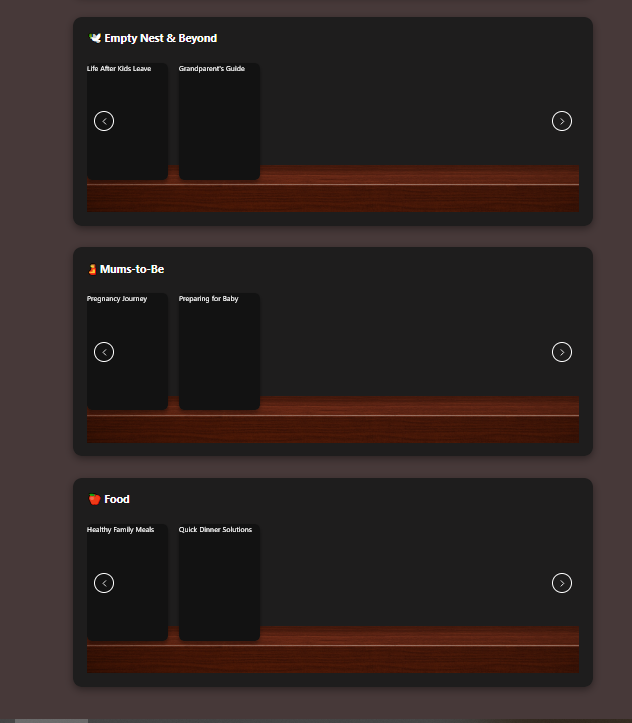 🕊️ Empty Nest & Beyond
Life After Kids Leave
Grandparent's Guide
🤰 Mums-to-Be
Pregnancy Journey
Preparing for Baby
🍎 Food
Healthy Family Meals
Quick Dinner Solutions